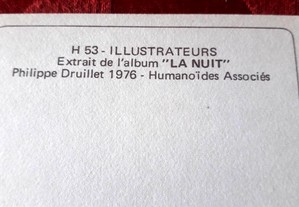 H 53 - ILLUSTRATEURS
Extrait de l'album "LA NUIT"
Philippe Druillet 1976 - Humanoïdes Associés